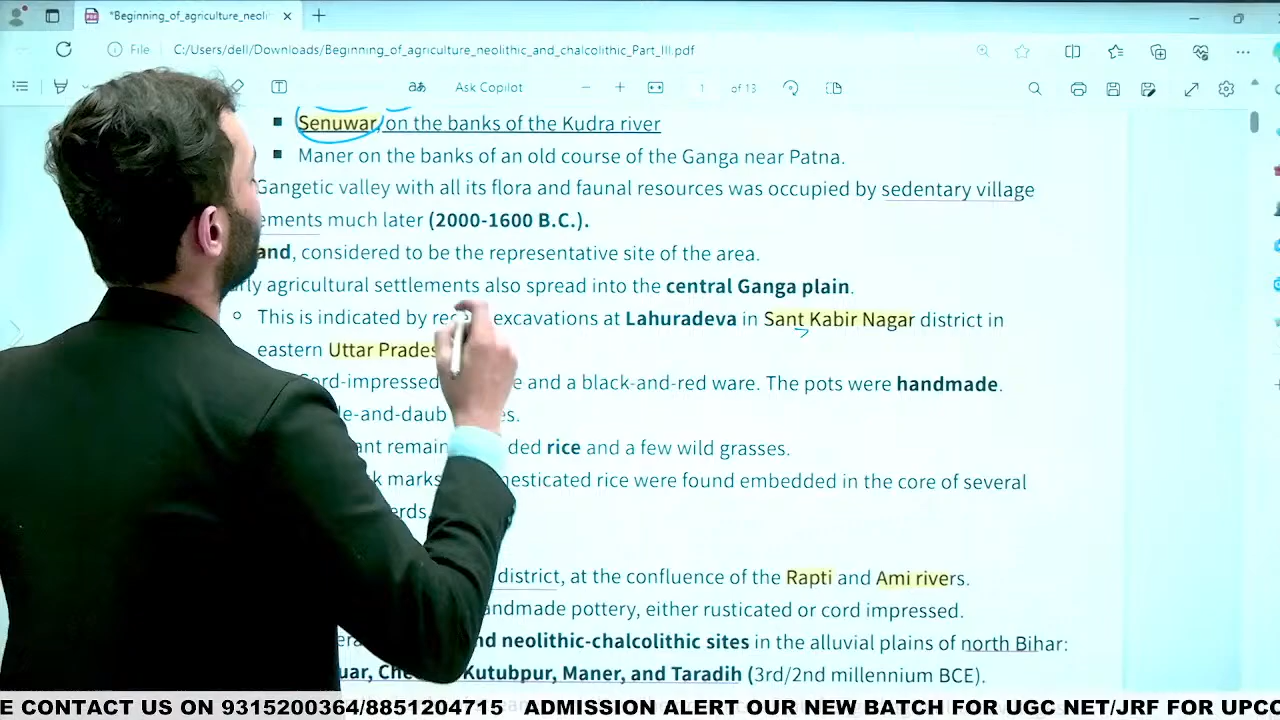 *Beginning_of_agriculture_neoli
File
C:/Users/dell/Downloads/Beginning_of_agriculture_neolithic_and_chalcolithic_Part_III.pdf
Ask Copilot
1 of 13
Senuwar, on the banks of the Kudra river
Maner on the banks of an old course of the Ganga near Patna.
Gangetic valley with all its flora and faunal resources was occupied by sedentary village
ements much later (2000-1600 B.C.).
and, considered to be the representative site of the area.
rly agricultural settlements also spread into the central Ganga plain.
This is indicated by excavations at Lahuradeva in Sant Kabir Nagar district in
eastern Uttar Prades
Cord-impressed e and a black-and-red ware. The pots were handmade.
le-and-daub es.
ant remain ded rice and a few wild grasses.
k marks mesticated rice were found embedded in the core of several
erds.
district, at the confluence of the Rapti and Ami rivers.
andmade pottery, either rusticated or cord impressed.
era nd neolithic-chalcolithic sites in the alluvial plains of north Bihar:
uar, Che Kutubpur, Maner, and Taradih (3rd/2nd millennium BCE).
E CONTACT US ON 9315200364/8851204715 ADMISSION ALERT OUR NEW BATCH FOR UGC NET/JRF FOR UPCO